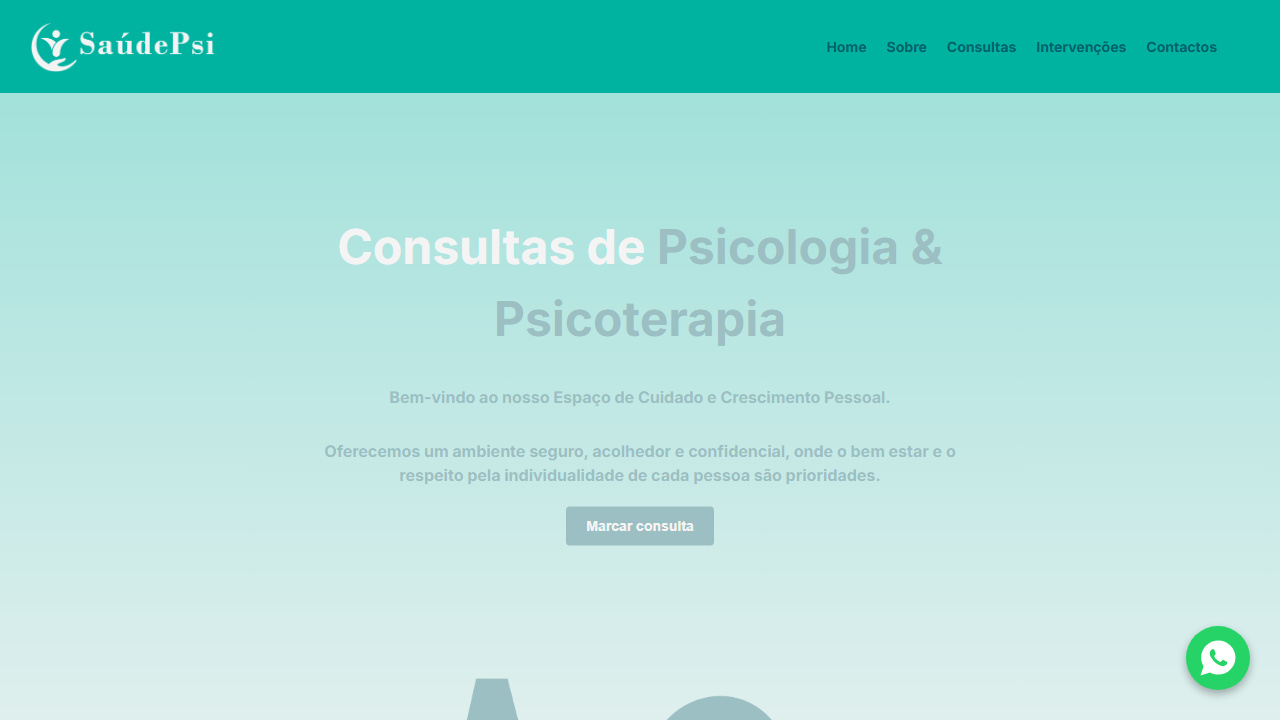 SaúdePsi
Home Sobre Consultas Intervenções Contactos
Consultas de Psicologia &
Psicoterapia
Bem-vindo ao nosso Espaço de Cuidado e Crescimento Pessoal.
Oferecemos um ambiente seguro, acolhedor e confidencial, onde o bem estar e o
respeito pela individualidade de cada pessoa são prioridades.
Marcar consulta